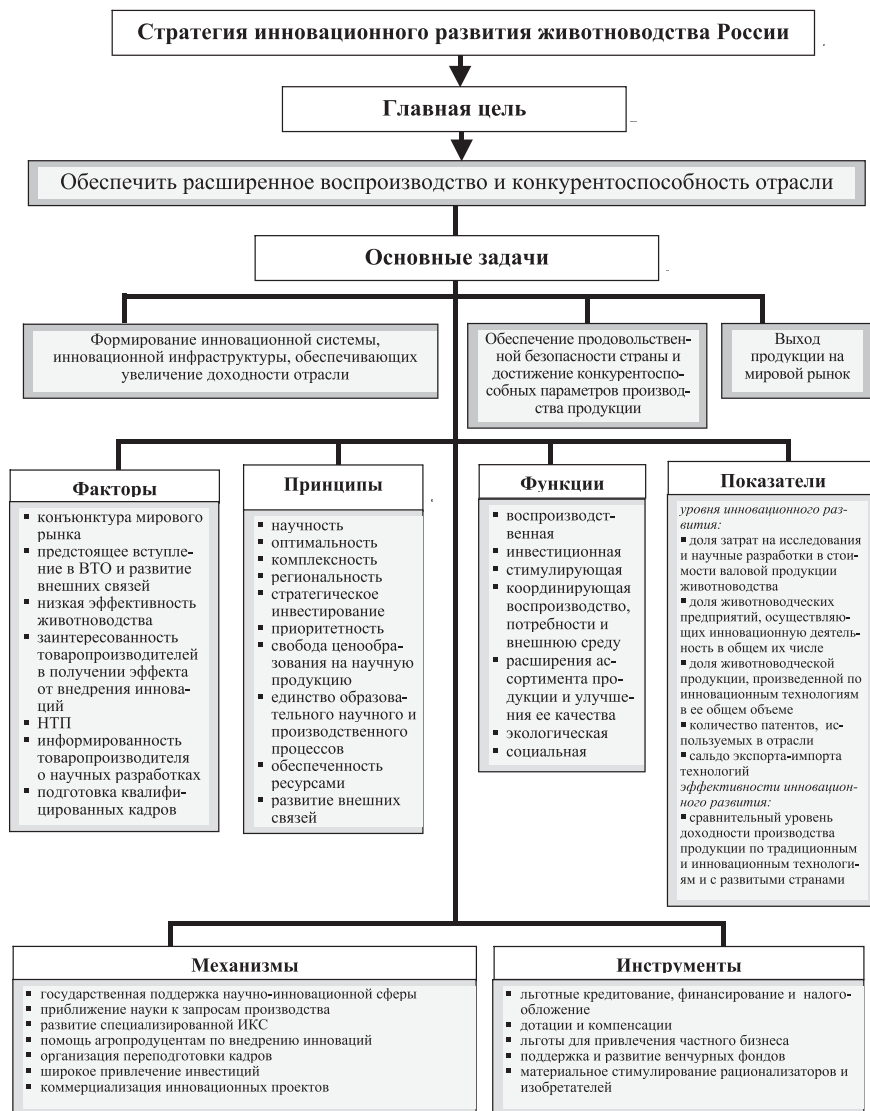 Стратегия инновационного развития животноводства России
Главная цель
Обеспечить расширенное воспроизводство и конкурентоспособность отрасли
Основные задачи
Формирование инновационной системы,
инновационной инфраструктуры, обеспечивающих
увеличение доходности отрасли
Обеспечение продовольствен-
ной безопасности страны и
достижение конкурентоспо-
собных параметров производ-
ства продукции
Выход
продукции на
мировой рынок
Факторы
▪ конъюнктура мирового
рынка
▪ предстоящее вступле-
ние в ВТО и развитие
внешних связей
▪ низкая эффективность
животноводства
▪ заинтересованность
товаропроизводителей
в получении эффекта
от внедрения иннова-
ций
▪ НТП
▪ информированность
товаропроизводителя
о научных разработках
▪ подготовка квалифи-
цированных кадров
Принципы
▪ научность
▪ оптимальность
▪ комплексность
▪ региональность
▪ стратегическое
инвестирование
▪ приоритетность
▪ свобода ценообра-
зования на научную
продукцию
▪ единство образова-
тельного научного и
производственного
процессов
▪ обеспеченность
ресурсами
▪ развитие внешних
связей
Функции
▪ воспроизводст-
венная
▪ инвестиционная
▪ стимулирующая
▪ координирующая
воспроизводство,
потребности и
внешнюю среду
▪ расширения ас-
сортимента про-
дукции и улучше-
ния ее качества
▪ экологическая
▪ социальная
Показатели
уровня инновационного раз-
вития:
▪ доля затрат на исследования
и научные разработки в стои-
мости валовой продукции
животноводства
▪ доля животноводческих
предприятий, осуществляю-
щих инновационную деятель-
ность в общем их числе
▪ доля животноводческой
продукции, произведенной по
инновационным технологиям
в ее общем объеме
▪ количество патентов, ис-
пользуемых в отрасли
▪ сальдо экспорта-импорта
технологий
эффективности инновацион-
ного развития:
▪ сравнительный уровень
доходности производства
продукции по традиционным
и инновационным технологи-
ям и с развитыми странами
Механизмы
▪ государственная поддержка научно-инновационной сферы
▪ приближение науки к запросам производства
▪ развитие специализированной ИКС
▪ помощь агропродуцентам по внедрению инноваций
▪ организация переподготовки кадров
▪ широкое привлечение инвестиций
▪ коммерциализация инновационных проектов
Инструменты
▪ льготные кредитование, финансирование и налого-
обложение
▪ дотации и компенсации
▪ льготы для привлечения частного бизнеса
▪ поддержка и развитие венчурных фондов
▪ материальное стимулирование рационализаторов и
изобретателей